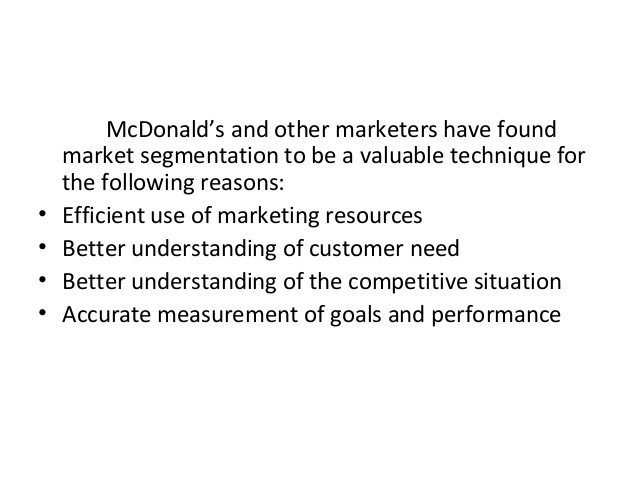 McDonald’s and other marketers have found
market segmentation to be a valuable technique for
the following reasons:
• Efficient use of marketing resources
• Better understanding of customer need
• Better understanding of the competitive situation
• Accurate measurement of goals and performance